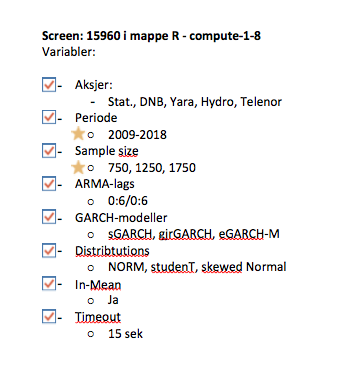 Screen: 15960 i mappe R - compute-1-8
Variabler:
- Aksjer:
- Stat., DNB, Yara, Hydro, Telenor
- Periode
o 2009-2018
- Sample size
o 750, 1250, 1750
- ARMA-lags
o 0:6/0:6
- GARCH-modeller
o sGARCH, gjrGARCH, eGARCH-M
- Distribtutions
o NORM, studenT, skewed Normal
- In-Mean
o Ja
- Timeout
o 15 sek